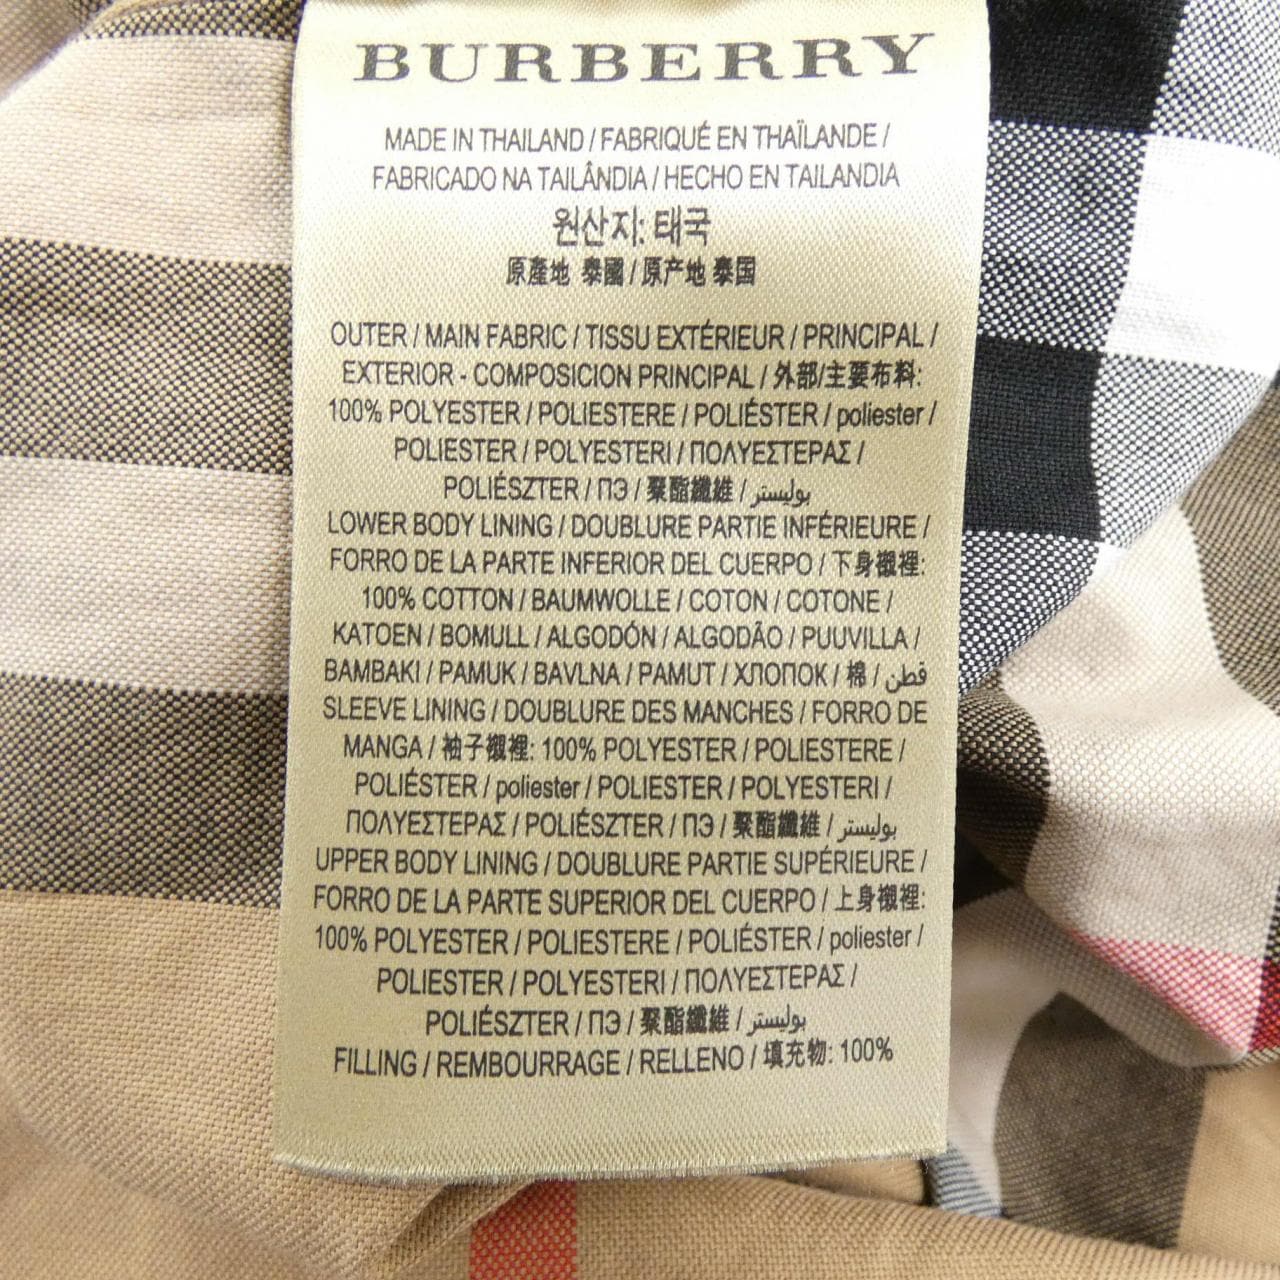 BURBERRY
MADE IN THAILAND / FABRIQUÉ EN THAÏLANDE /
FABRICADO NA TAILÂNDIA / HECHO EN TAILANDIA
원산지: 태국
原產地 泰國 / 原产地 泰国
OUTER / MAIN FABRIC / TISSU EXTÉRIEUR / PRINCIPAL /
EXTERIOR - COMPOSICION PRINCIPAL / 外部/主要布料:
100% POLYESTER / POLIESTERE / POLIÉSTER / poliester /
POLIESTER / POLYESTERI / ΠΟΛΥΕΣΤΕΡΑΣ /
POLIÉSZTER / ПЭ / 聚酯纖維 / بوليستر
LOWER BODY LINING / DOUBLURE PARTIE INFÉRIEURE /
FORRO DE LA PARTE INFERIOR DEL CUERPO / 下身襯裡:
100% COTTON / BAUMWOLLE / COTON / COTONE /
KATOEN / BOMULL / ALGODÓN / ALGODÃO / PUUVILLA /
BAMBAKI / PAMUK / BAVLNA / PAMUT / ХЛОПОК / 棉 / قطن
SLEEVE LINING / DOUBLURE DES MANCHES / FORRO DE
MANGA / 袖子襯裡: 100% POLYESTER / POLIESTERE /
POLIÉSTER / poliester / POLIESTER / POLYESTERI /
ΠΟΛΥΕΣΤΕΡΑΣ / POLIÉSZTER / ПЭ / 聚酯纖維 / بوليستر
UPPER BODY LINING / DOUBLURE PARTIE SUPÉRIEURE /
FORRO DE LA PARTE SUPERIOR DEL CUERPO / 上身襯裡:
100% POLYESTER / POLIESTERE / POLIÉSTER / poliester /
POLIESTER / POLYESTERI / ΠΟΛΥΕΣΤΕΡΑΣ /
POLIÉSZTER / ПЭ / 聚酯纖維 / بوليستر
FILLING / REMBOURRAGE / RELLENO / 填充物: 100%